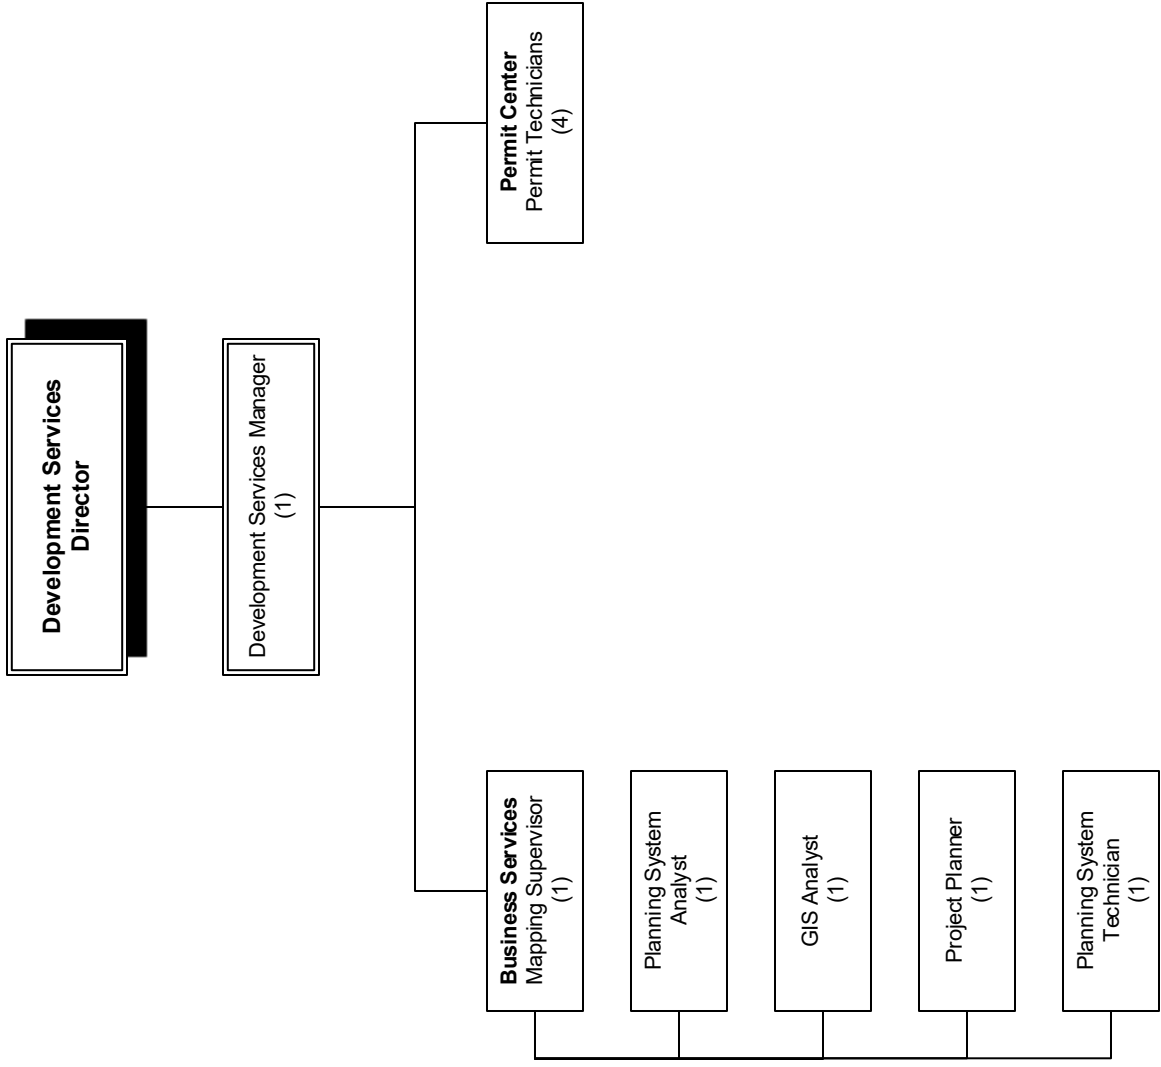 Development Services
Director
Development Services Manager
(1)
Business Services
Mapping Supervisor
(1)
Planning System
Analyst
(1)
GIS Analyst
(1)
Project Planner
(1)
Planning System
Technician
(1)
Permit Center
Permit Technicians
(4)